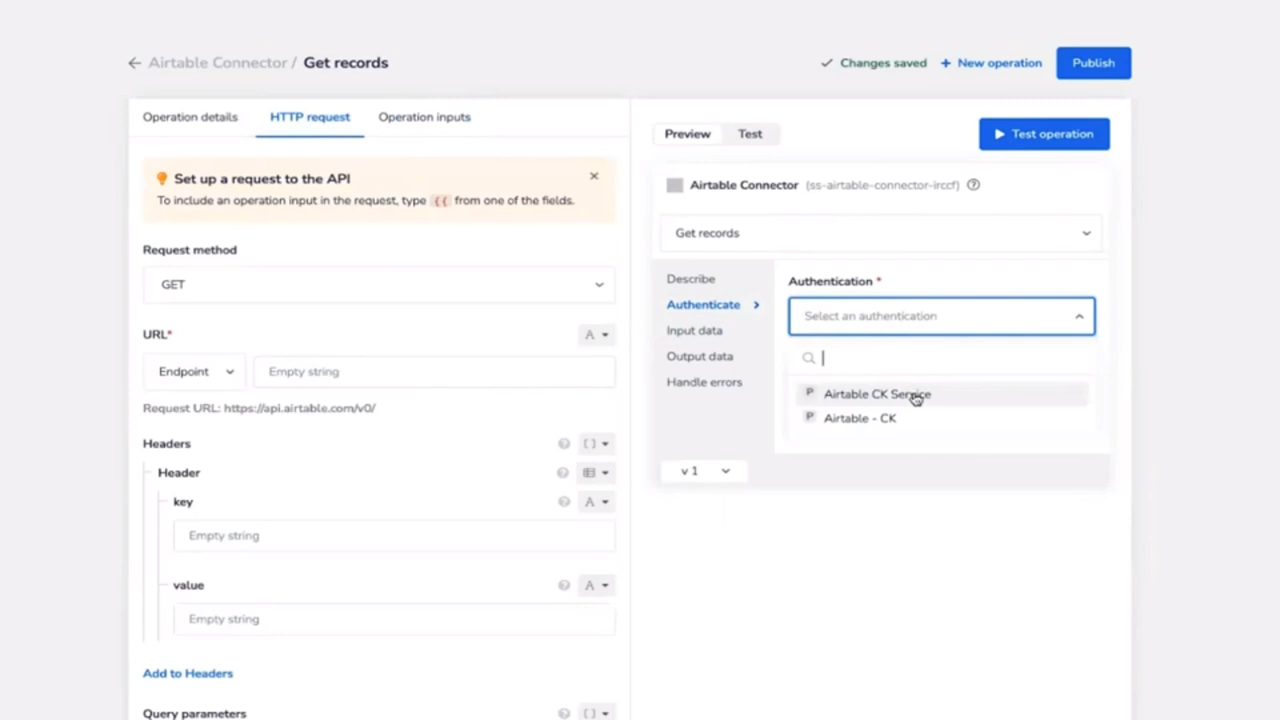 Airtable Connector / Get records
Changes saved
New operation
Publish
Operation details
HTTP request
Operation inputs
Set up a request to the API
To include an operation input in the request, type {{ from one of the fields.
Request method
GET
URL*
A
Endpoint
Empty string
Request URL: https://api.airtable.com/v0/
Headers
Header
key
A
Empty string
value
A
Empty string
Add to Headers
Query parameters
Preview
Test
Test operation
Airtable Connector (ss-airtable-connector-irccf)
Get records
Describe
Authenticate
Input data
Output data
Handle errors
Authentication *
Select an authentication
P Airtable CK Service
P Airtable - CK
v 1